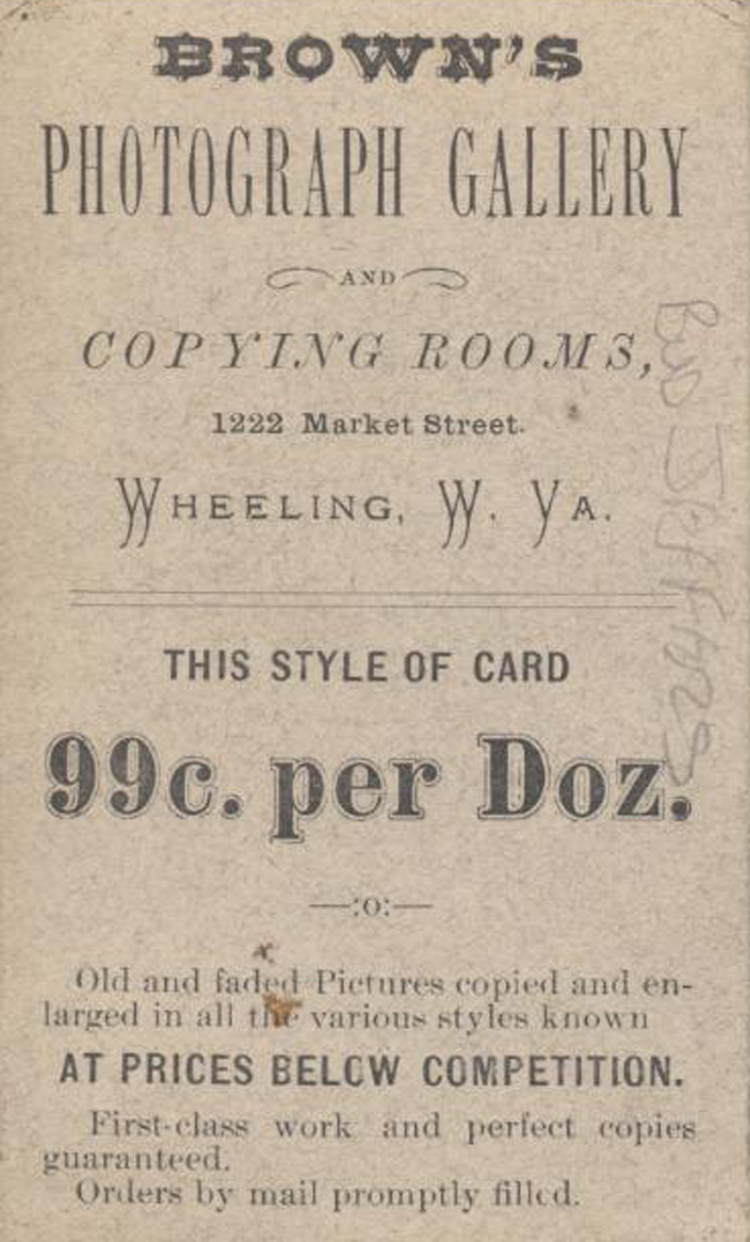 BROWN'S
PHOTOGRAPH GALLERY
AND
COPYING ROOMS,
1222 Market Street.
WHEELING, W. VA.
THIS STYLE OF CARD
99c. per Doz.
—:o:—
Old and faded Pictures copied and en-
larged in all the various styles known
AT PRICES BELOW COMPETITION.
First-class work and perfect copies
guaranteed.
Orders by mail promptly filled.
Bud